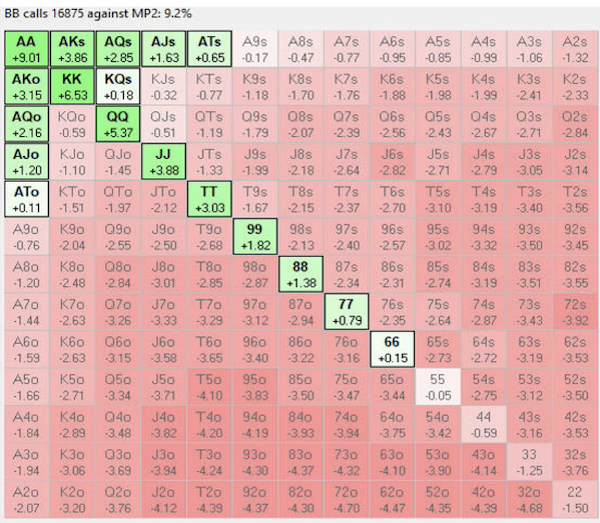 BB calls 16875 against MP2: 9.2%
AA AKs AQs AJs ATs A9s A8s A7s A6s A5s A4s A3s A2s
+9.01 +3.86 +2.85 +1.63 +0.65 -0.17 -0.47 -0.77 -0.95 -0.85 -0.99 -1.06 -1.32
AKo KK KQs KJs KTs K9s K8s K7s K6s K5s K4s K3s K2s
+3.15 +6.53 +0.18 -0.32 -0.77 -1.18 -1.70 -1.76 -1.88 -1.98 -1.99 -2.41 -2.33
AQo KQo QQ QJs QTs Q9s Q8s Q7s Q6s Q5s Q4s Q3s Q2s
+2.16 -0.59 +5.37 -0.51 -1.19 -1.79 -2.07 -2.39 -2.56 -2.43 -2.67 -2.71 -2.84
AJo KJo QJo JJ JTs J9s J8s J7s J6s J5s J4s J3s J2s
+1.20 -1.10 -1.45 +3.88 -1.33 -1.99 -2.18 -2.64 -2.82 -2.71 -2.79 -3.05 -3.14
ATo KTo QTo JTo TT T9s T8s T7s T6s T5s T4s T3s T2s
+0.11 -1.51 -1.97 -2.12 +3.03 -1.67 -2.15 -2.37 -2.70 -3.10 -3.19 -3.40 -3.56
A9o K9o Q9o J9o T9o 99 98s 97s 96s 95s 94s 93s 92s
-0.76 -2.04 -2.55 -2.50 -2.68 +1.82 -2.13 -2.40 -2.57 -3.02 -3.32 -3.50 -3.45
A8o K8o Q8o J8o T8o 98o 88 87s 86s 85s 84s 83s 82s
-1.20 -2.48 -2.84 -3.01 -2.85 -2.87 +1.38 -2.34 -2.31 -2.74 -3.19 -3.51 -3.55
A7o K7o Q7o J7o T7o 97o 87o 77 76s 75s 74s 73s 72s
-1.44 -2.63 -3.26 -3.33 -3.29 -3.12 -2.94 +0.79 -2.35 -2.64 -2.87 -3.43 -3.92
A6o K6o Q6o J6o T6o 96o 86o 76o 66 65s 64s 63s 62s
-1.59 -2.63 -3.15 -3.58 -3.65 -3.40 -3.22 -3.16 +0.15 -2.73 -2.72 -3.19 -3.53
A5o K5o Q5o J5o T5o 95o 85o 75o 65o 55 54s 53s 52s
-1.66 -2.71 -3.34 -3.71 -4.10 -3.83 -3.50 -3.47 -3.44 -0.05 -2.75 -3.12 -3.50
A4o K4o Q4o J4o T4o 94o 84o 74o 64o 54o 44 43s 42s
-1.84 -2.89 -3.48 -3.82 -4.20 -4.19 -3.93 -3.94 -3.75 -3.42 -0.59 -3.16 -3.53
A3o K3o Q3o J3o T3o 93o 83o 73o 63o 53o 43o 33 32s
-1.94 -3.06 -3.69 -3.94 -4.24 -4.30 -4.37 -4.32 -4.10 -3.90 -4.14 -1.25 -3.76
A2o K2o Q2o J2o T2o 92o 82o 72o 62o 52o 42o 32o 22
-2.07 -3.20 -3.76 -4.12 -4.39 -4.37 -4.30 -4.70 -4.47 -4.35 -4.39 -4.68 -1.50